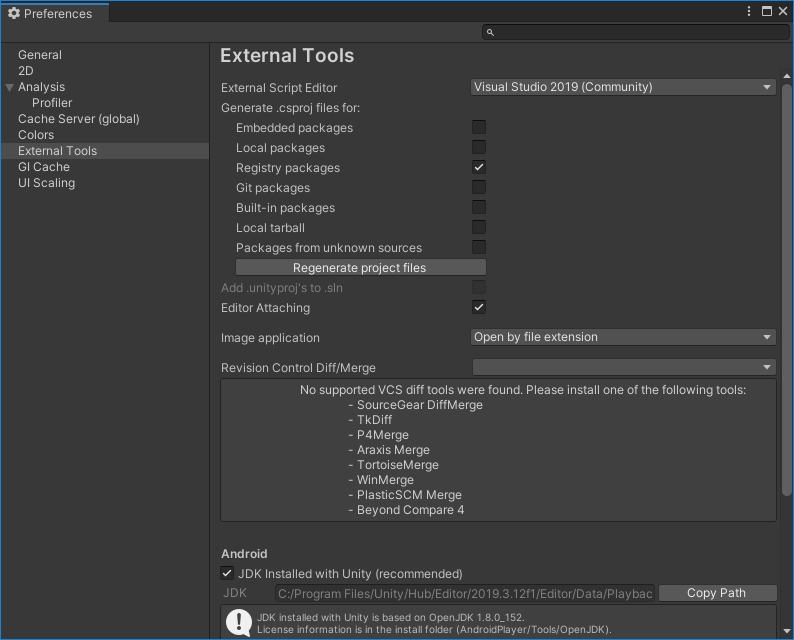 Preferences
General
2D
Analysis
Profiler
Cache Server (global)
Colors
External Tools
GI Cache
UI Scaling
External Tools
External Script Editor Visual Studio 2019 (Community)
Generate .csproj files for:
Embedded packages
Local packages
Registry packages
Git packages
Built-in packages
Local tarball
Packages from unknown sources
Regenerate project files
Add .unityproj's to .sln
Editor Attaching
Image application Open by file extension
Revision Control Diff/Merge
No supported VCS diff tools were found. Please install one of the following tools:
- SourceGear DiffMerge
- TkDiff
- P4Merge
- Araxis Merge
- TortoiseMerge
- WinMerge
- PlasticSCM Merge
- Beyond Compare 4
Android
JDK Installed with Unity (recommended)
JDK C:/Program Files/Unity/Hub/Editor/2019.3.12f1/Editor/Data/Playbac Copy Path
JDK installed with Unity is based on OpenJDK 1.8.0_152.
License information is in the install folder (AndroidPlayer/Tools/OpenJDK).